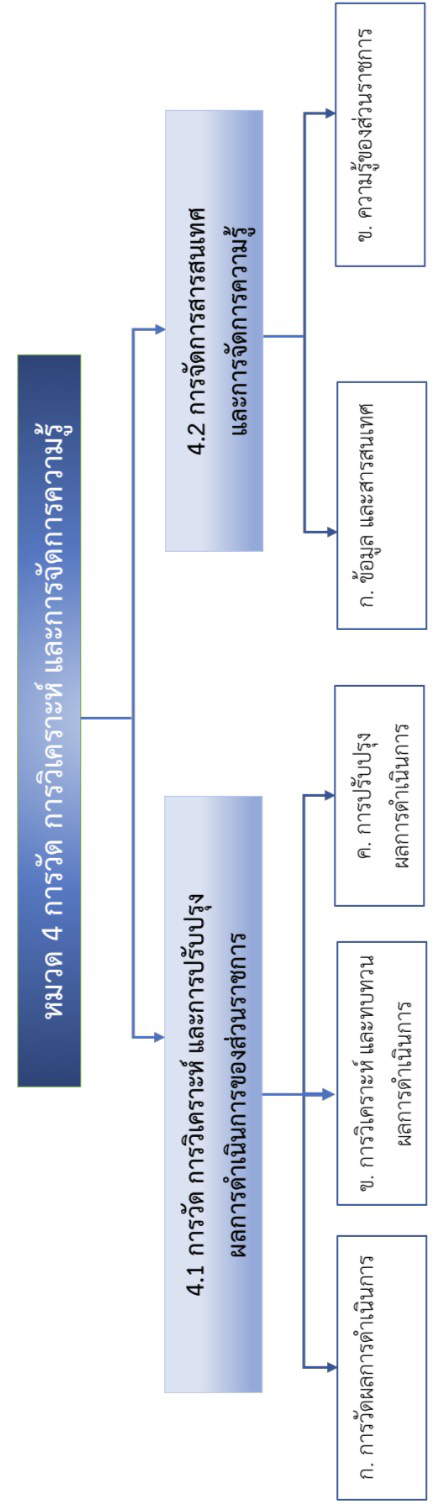 หมวด 4 การวัด การวิเคราะห์ และการจัดการความรู้
4.1 การวัด การวิเคราะห์ และการปรับปรุง
ผลการดำเนินการของส่วนราชการ
4.2 การจัดการสารสนเทศ
และการจัดการความรู้
ก. การวัดผลการดำเนินการ
ข. การวิเคราะห์ และทบทวน
ผลการดำเนินการ
ค. การปรับปรุง
ผลการดำเนินการ
ก. ข้อมูล และสารสนเทศ
ข. ความรู้ของส่วนราชการ